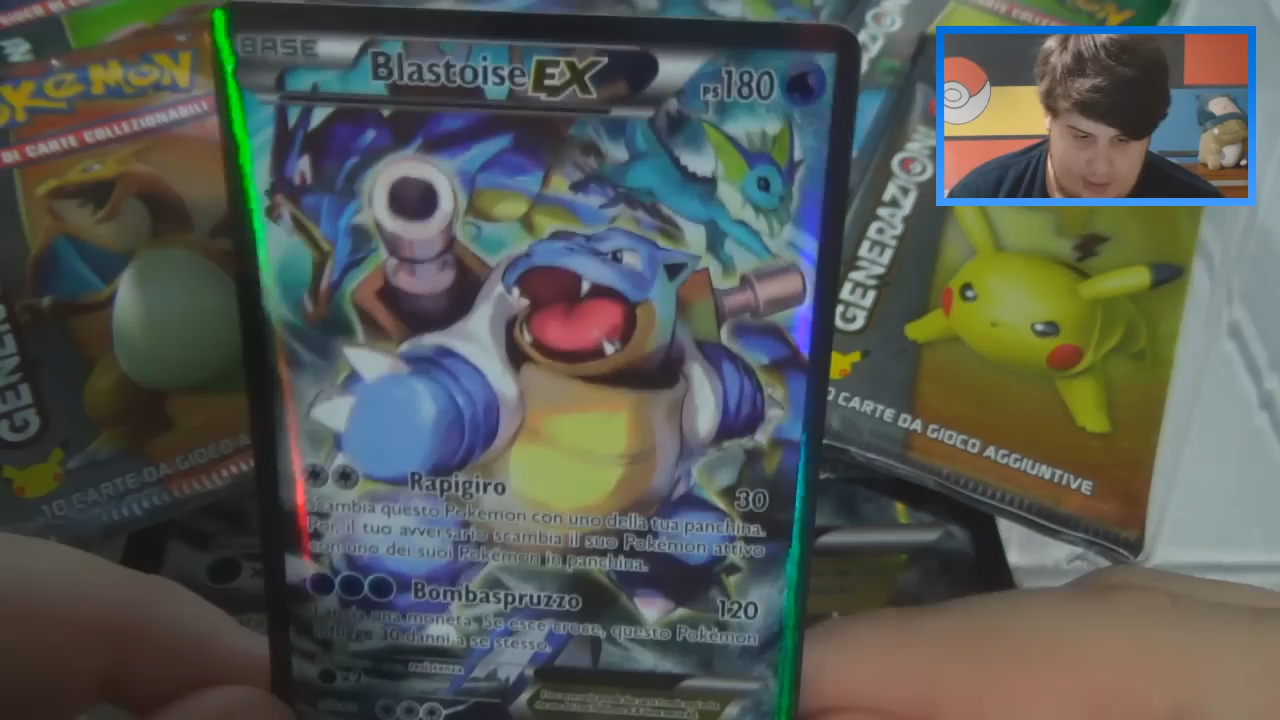 BASE
Blastoise EX
PS180
Rapigiro
30
Scambia questo Pokémon con uno della tua panchina.
Poi, il tuo avversario scambia il suo Pokémon attivo
con uno dei suoi Pokémon in panchina.
Bombaspruzzo
120
Lancia una moneta. Se esce croce, questo Pokémon
infligge 30 danni a se stesso.
resistenza
POKÉMON
DI CARTE COLLEZIONABILI
10 CARTE DA GIOCO
GENERAZIONI
CARTE DA GIOCO AGGIUNTIVE